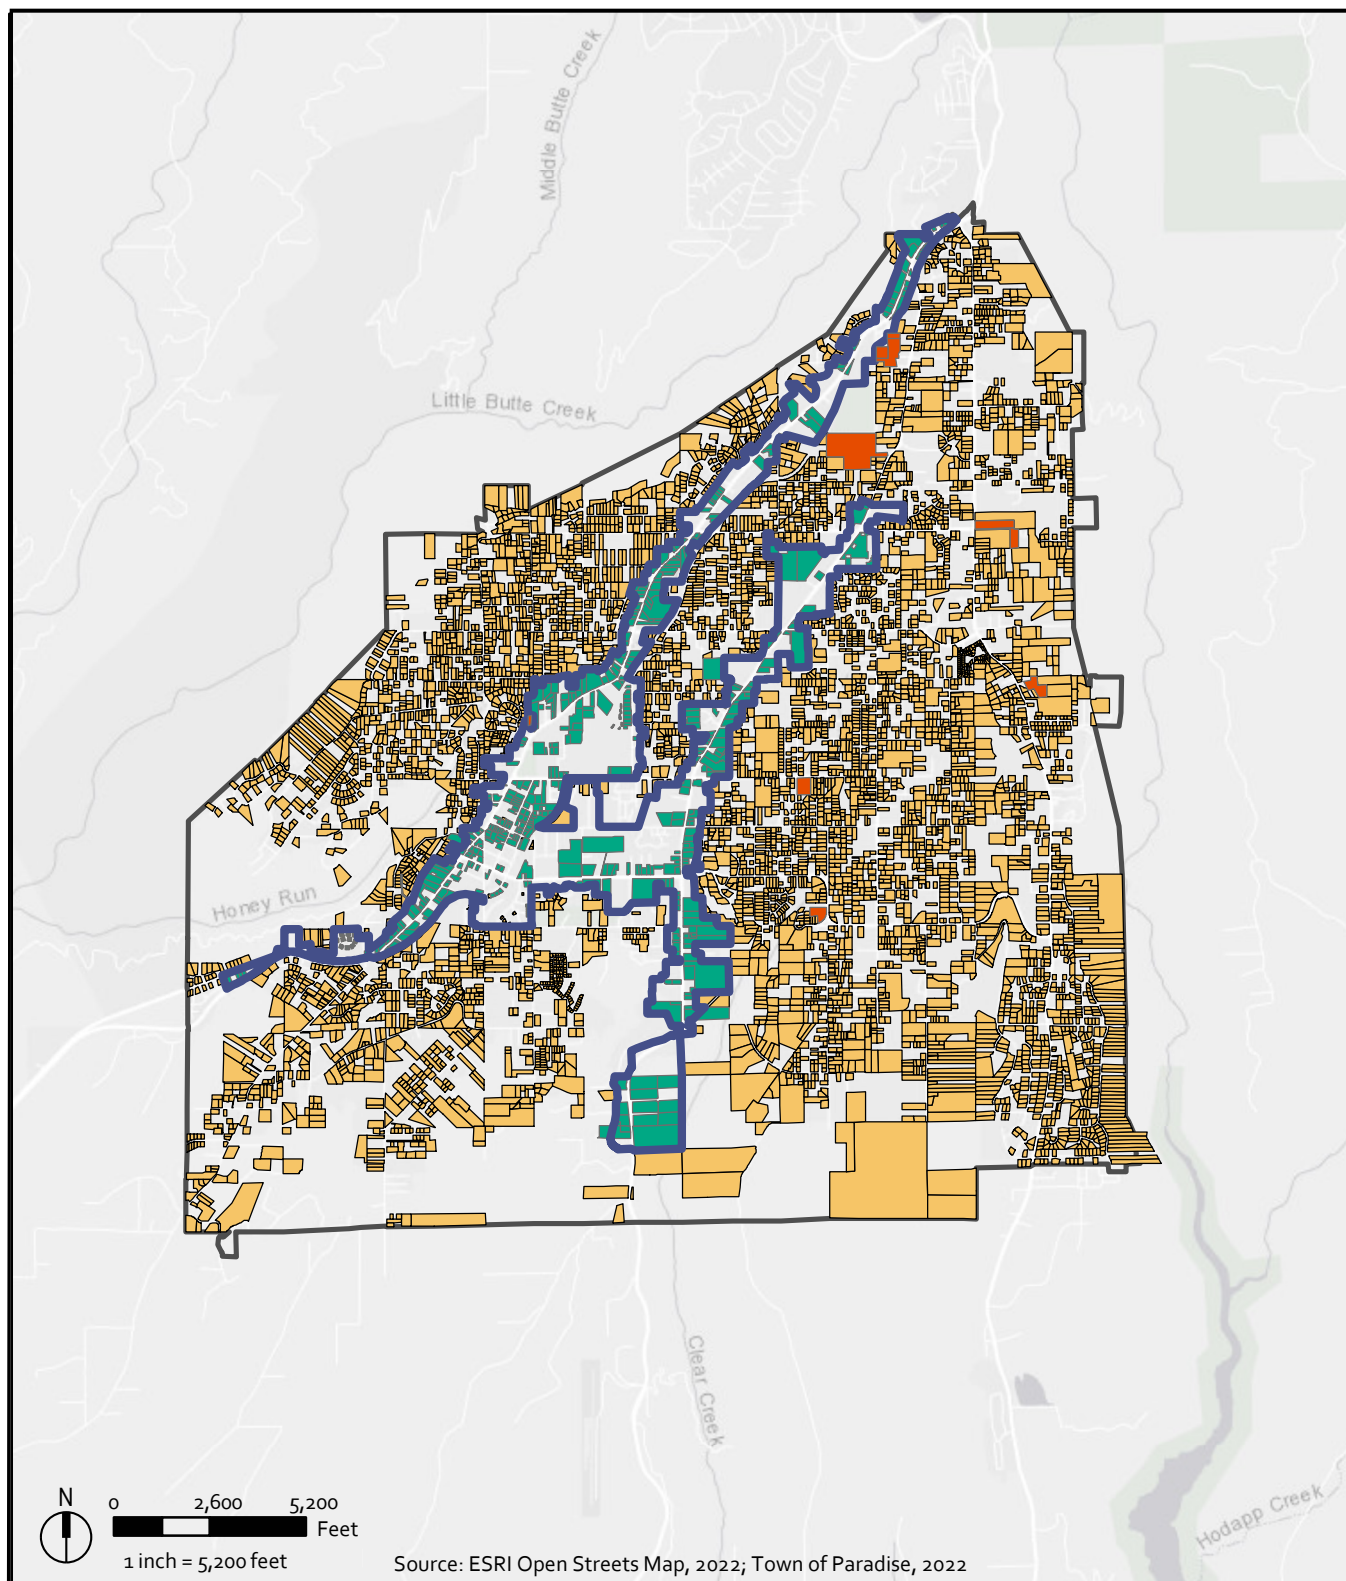 Middle Butte Creek
Little Butte Creek
Honey Run
Clear Creek
Hodapp Creek
N
0 2,600 5,200
Feet
1 inch = 5,200 feet
Source: ESRI Open Streets Map, 2022; Town of Paradise, 2022